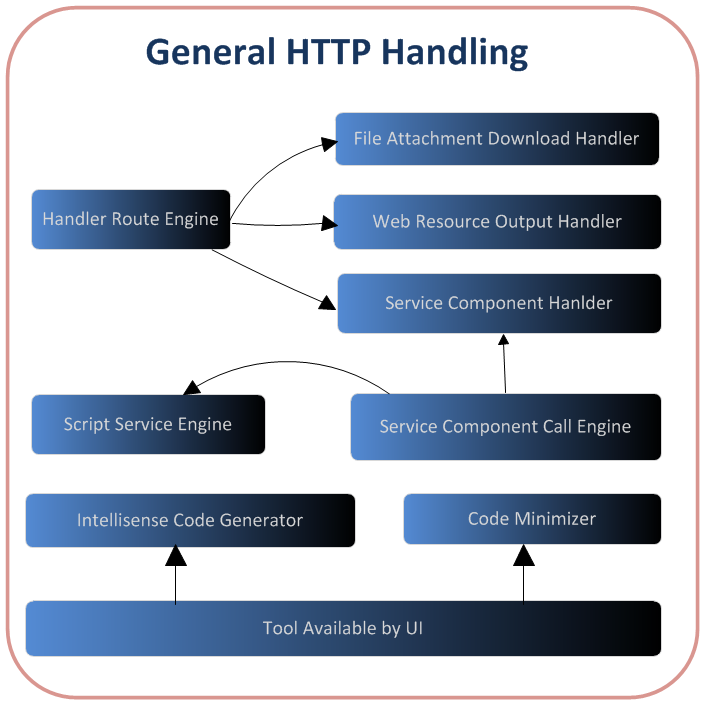 General HTTP Handling
File Attachment Download Handler
Handler Route Engine
Web Resource Output Handler
Service Component Hanlder
Script Service Engine
Service Component Call Engine
Intellisense Code Generator
Code Minimizer
Tool Available by UI